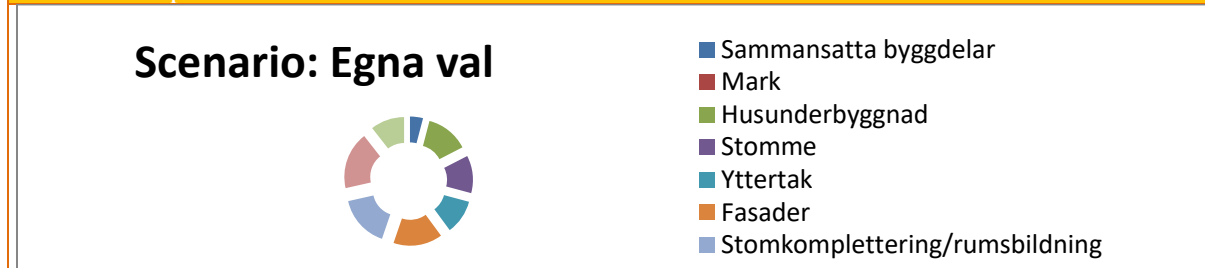 Scenario: Egna val
Sammansatta byggdelar
Mark
Husunderbyggnad
Stomme
Yttertak
Fasader
Stomkomplettering/rumsbildning